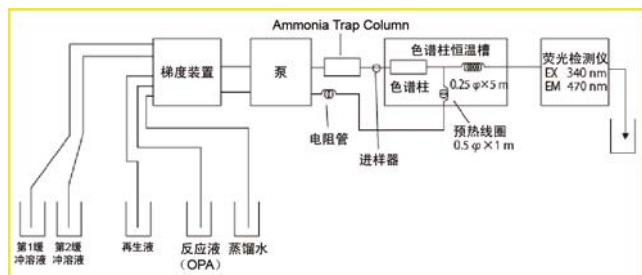 Ammonia Trap Column
梯度装置
泵
色谱柱恒温槽
色谱柱
0.25 φ×5 m
荧光检测仪
EX 340 nm
EM 470 nm
电阻管
进样器
预热线圈
0.5 φ×1 m
第1缓
冲溶液
第2缓
冲溶液
再生液
反应液
（OPA）
蒸馏水